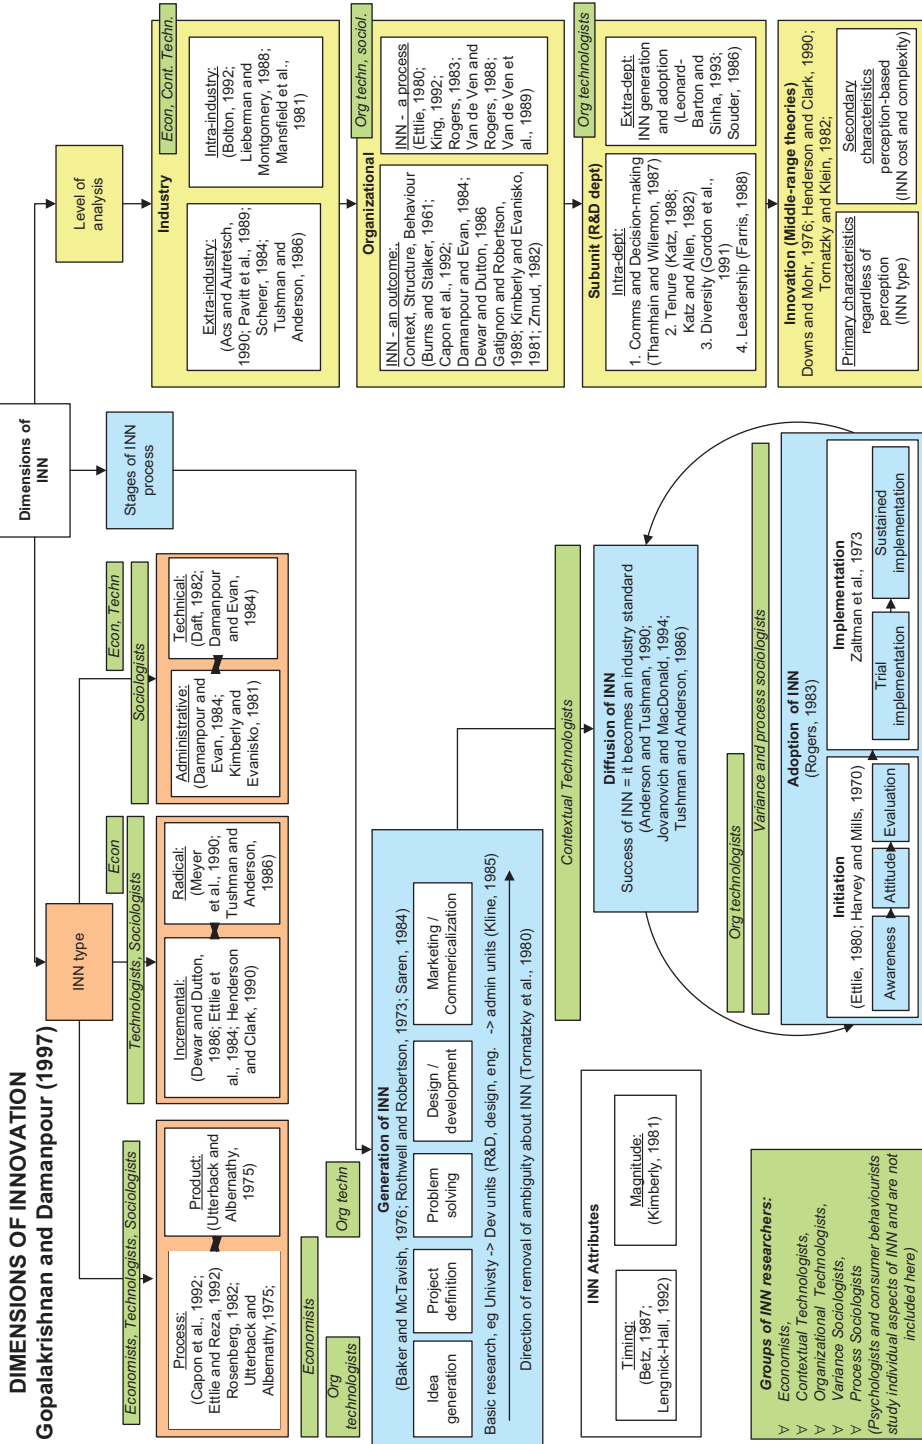 DIMENSIONS OF INNOVATION
Gopalakrishnan and Damanpour (1997)
Dimensions of
INN
INN type
Stages of INN
process
Level of
analysis
Economists, Technologists, Sociologists
Process:
(Capon et al., 1992;
Ettlie and Reza, 1992)
Rosenberg, 1982;
Utterback and
Albernathy, 1975;
Product:
(Utterback and
Albernathy,
1975)
Econ
Technologists, Sociologists
Incremental:
(Dewar and Dutton,
1986; Ettlie et
al., 1984; Henderson
and Clark, 1990)
Radical:
(Meyer
et al., 1990;
Tushman and
Anderson,
1986)
Econ, Techn
Sociologists
Administrative:
(Damanpour and
Evan, 1984;
Kimberly and
Evanisko, 1981)
Technical:
(Daft, 1982;
Damanpour
and Evan,
1984)
Economists
Org
technologists
Org techn
Generation of INN
(Baker and McTavish, 1976; Rothwell and Robertson, 1973; Saren, 1984)
Idea
generation
Project
definition
Problem
solving
Design /
development
Marketing /
Commericalization
Basic research, eg Univsty -> Dev units (R&D, design, eng. -> admin units (Kline, 1985)
Direction of removal of ambiguity about INN (Tornatzky et al., 1980)
Contextual Technologists
Diffusion of INN
Success of INN = it becomes an industry standard
(Anderson and Tushman, 1990;
Jovanovich and MacDonald, 1994;
Tushman and Anderson, 1986)
Org technologists
Variance and process sociologists
Adoption of INN
(Rogers, 1983)
Initiation
(Ettlie, 1980; Harvey and Mills, 1970)
Awareness
Attitude
Evaluation
Implementation
Zaltman et al., 1973
Trial
implementation
Sustained
implementation
INN Attributes
Timing:
(Betz, 1987;
Lengnick-Hall, 1992)
Magnitude:
(Kimberly, 1981)
Groups of INN researchers:
∀ Economists,
∀ Contextual Technologists,
∀ Organizational Technologists,
∀ Variance Sociologists,
∀ Process Sociologists
(Psychologists and consumer behaviourists
study individual aspects of INN and are not
included here)
Econ, Cont. Techn.
Industry
Extra-industry:
(Acs and Autretsch,
1990; Pavitt et al., 1989;
Scherer, 1984;
Tushman and
Anderson, 1986)
Intra-industry:
(Bolton, 1992;
Lieberman and
Montgomery, 1988;
Mansfield et al.,
1981)
Org techn, sociol.
Organizational
INN - an outcome:.
Context, Structure, Behaviour
(Burns and Stalker, 1961;
Capon et al., 1992;
Damanpour and Evan, 1984;
Dewar and Dutton, 1986
Gatignon and Robertson,
1989; Kimberly and Evanisko,
1981; Zmud, 1982)
INN - a process
(Ettlie, 1980;
King, 1992;
Rogers, 1983;
Van de Ven and
Rogers, 1988;
Van de Ven et
al., 1989)
Org technologists
Subunit (R&D dept)
Intra-dept:
1. Comms and Decision-making
(Thamhain and Wilemon, 1987)
2. Tenure (Katz, 1988;
Katz and Allen, 1982)
3. Diversity (Gordon et al.,
1991)
4. Leadership (Farris, 1988)
Extra-dept:
INN generation
and adoption
(Leonard-
Barton and
Sinha, 1993;
Souder, 1986)
Innovation (Middle-range theories)
Downs and Mohr, 1976; Henderson and Clark, 1990;
Tornatzky and Klein, 1982;
Primary characteristics
regardless of
perception
(INN type)
Secondary
characteristics
perception-based
(INN cost and complexity)